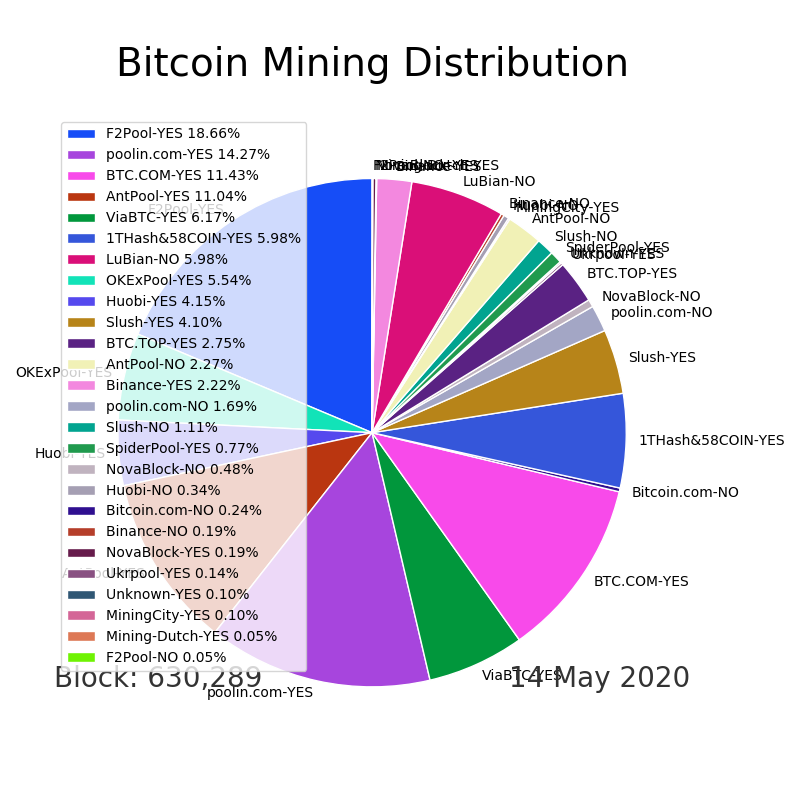 Bitcoin Mining Distribution
F2Pool-YES 18.66%
poolin.com-YES 14.27%
BTC.COM-YES 11.43%
AntPool-YES 11.04%
ViaBTC-YES 6.17%
1THash&58COIN-YES 5.98%
LuBian-NO 5.98%
OKExPool-YES 5.54%
Huobi-YES 4.15%
Slush-YES 4.10%
BTC.TOP-YES 2.75%
AntPool-NO 2.27%
Binance-YES 2.22%
poolin.com-NO 1.69%
Slush-NO 1.11%
SpiderPool-YES 0.77%
NovaBlock-NO 0.48%
Huobi-NO 0.34%
Bitcoin.com-NO 0.24%
Binance-NO 0.19%
NovaBlock-YES 0.19%
Ukrpool-YES 0.14%
Unknown-YES 0.10%
MiningCity-YES 0.10%
Mining-Dutch-YES 0.05%
F2Pool-NO 0.05%
LuBian-NO
Binance-NO
MiningCity-YES
AntPool-NO
Slush-NO
SpiderPool-YES
BTC.TOP-YES
NovaBlock-NO
poolin.com-NO
Slush-YES
1THash&58COIN-YES
Bitcoin.com-NO
BTC.COM-YES
ViaBTC-YES
poolin.com-YES
F2Pool-YES
OKExPool-YES
Huobi-YES
Block: 630,289
14 May 2020